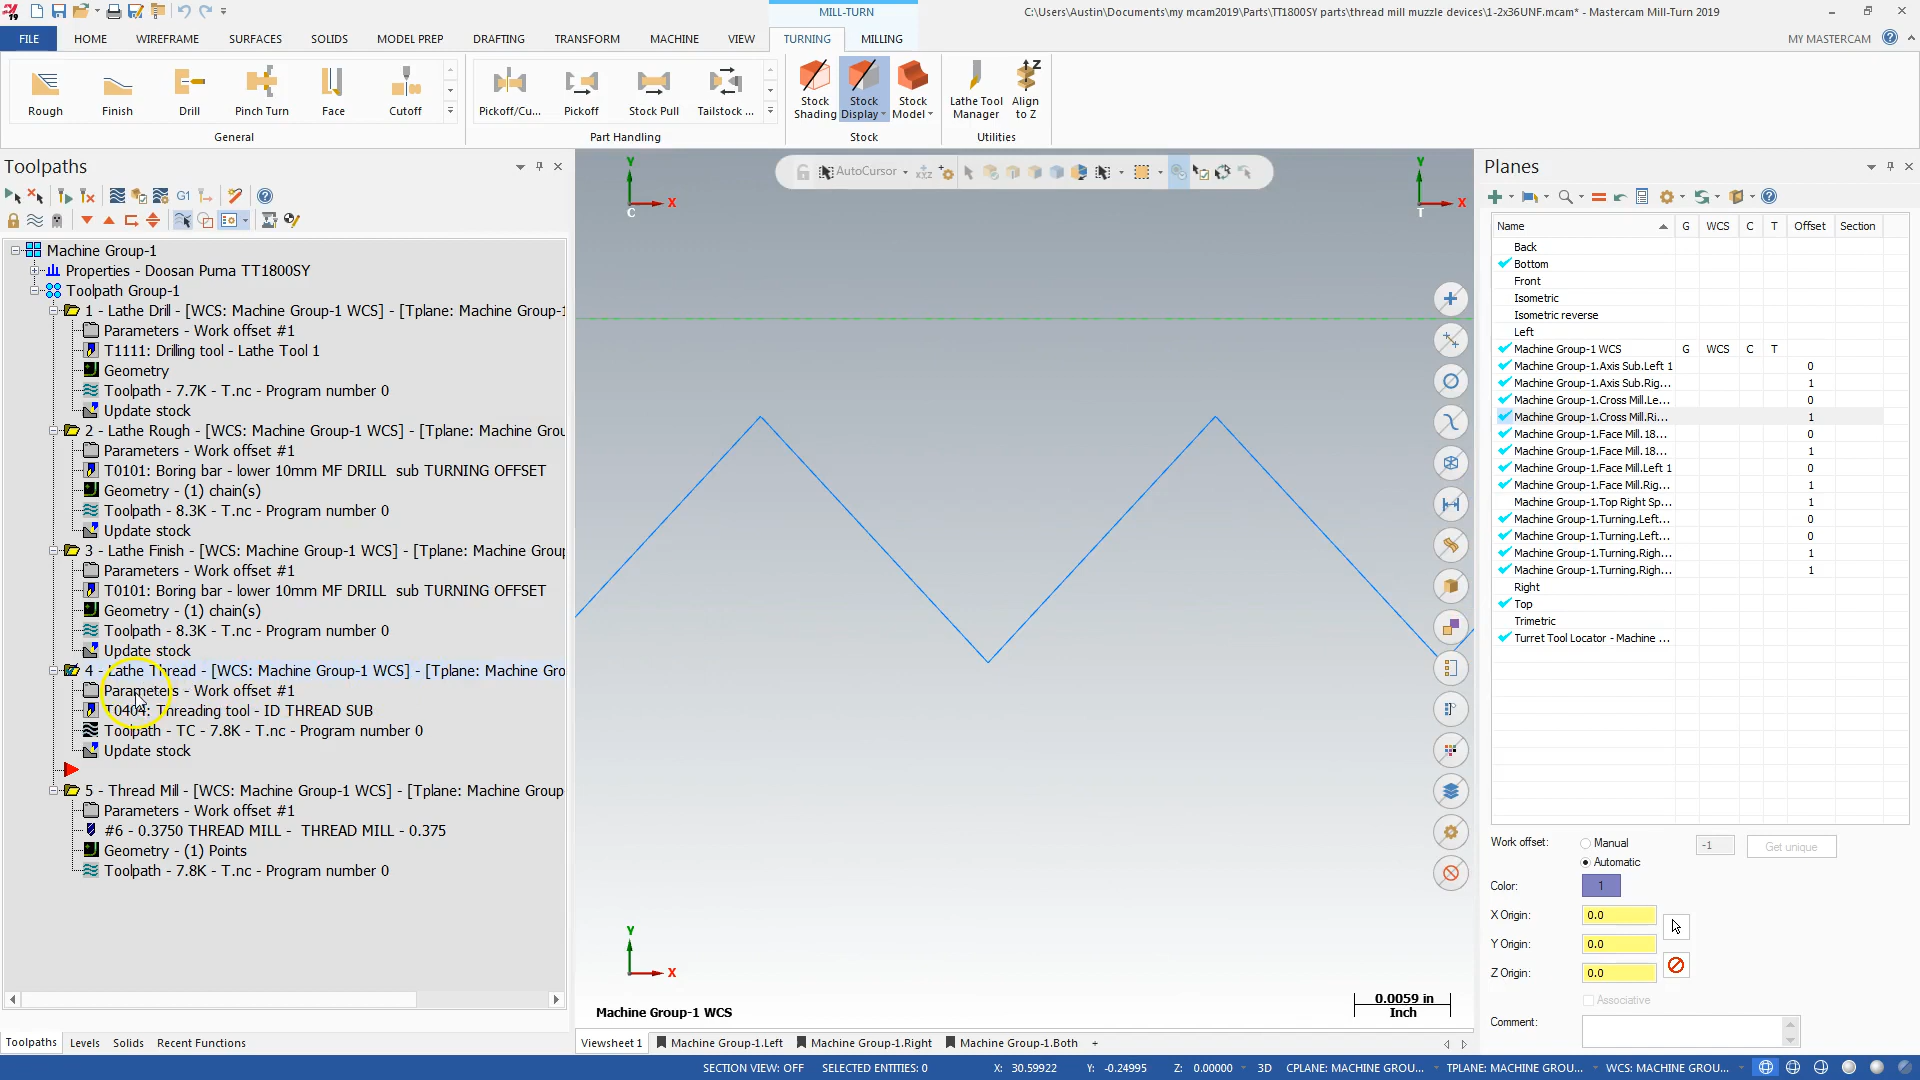 MILL-TURN
C:\Users\Austin\Documents\my mcam2019\Parts\TT1800SY parts\thread mill muzzle devices\1-2x36UNF.mcam* - Mastercam Mill-Turn 2019
FILE HOME WIREFRAME SURFACES SOLIDS MODEL PREP DRAFTING TRANSFORM MACHINE VIEW TURNING MILLING MY MASTERCAM
Rough Finish Drill Pinch Turn Face Cutoff Pickoff/Cu... Pickoff Stock Pull Tailstock ... Stock Shading Stock Display Stock Model Lathe Tool Manager Align to Z
General Part Handling Stock Utilities
Toolpaths
G1
Machine Group-1
Properties - Doosan Puma TT1800SY
Toolpath Group-1
1 - Lathe Drill - [WCS: Machine Group-1 WCS] - [Tplane: Machine Group-1
Parameters - Work offset #1
T1111: Drilling tool - Lathe Tool 1
Geometry
Toolpath - 7.7K - T.nc - Program number 0
Update stock
2 - Lathe Rough - [WCS: Machine Group-1 WCS] - [Tplane: Machine Grou
Parameters - Work offset #1
T0101: Boring bar - lower 10mm MF DRILL sub TURNING OFFSET
Geometry - (1) chain(s)
Toolpath - 8.3K - T.nc - Program number 0
Update stock
3 - Lathe Finish - [WCS: Machine Group-1 WCS] - [Tplane: Machine Group
Parameters - Work offset #1
T0101: Boring bar - lower 10mm MF DRILL sub TURNING OFFSET
Geometry - (1) chain(s)
Toolpath - 8.3K - T.nc - Program number 0
Update stock
4 - Lathe Thread - [WCS: Machine Group-1 WCS] - [Tplane: Machine Gro
Parameters - Work offset #1
T0404: Threading tool - ID THREAD SUB
Toolpath - TC - 7.8K - T.nc - Program number 0
Update stock
5 - Thread Mill - [WCS: Machine Group-1 WCS] - [Tplane: Machine Group
Parameters - Work offset #1
#6 - 0.3750 THREAD MILL - THREAD MILL - 0.375
Geometry - (1) Points
Toolpath - 7.8K - T.nc - Program number 0
Toolpaths Levels Solids Recent Functions
AutoCursor
Y
X
C
Y
X
T
Y
X
Machine Group-1 WCS
0.0059 in
Inch
Viewsheet 1 Machine Group-1.Left Machine Group-1.Right Machine Group-1.Both +
Planes
Name G WCS C T Offset Section
Back
Bottom
Front
Isometric
Isometric reverse
Left
Machine Group-1 WCS G WCS C T
Machine Group-1.Axis Sub.Left 1 0
Machine Group-1.Axis Sub.Rig... 1
Machine Group-1.Cross Mill.Le... 0
Machine Group-1.Cross Mill.Ri... 1
Machine Group-1.Face Mill. 18... 0
Machine Group-1.Face Mill. 18... 1
Machine Group-1.Face Mill.Left 1 0
Machine Group-1.Face Mill.Rig... 1
Machine Group-1.Top Right Sp... 1
Machine Group-1.Turning.Left... 0
Machine Group-1.Turning.Left... 0
Machine Group-1.Turning.Righ... 1
Machine Group-1.Turning.Righ... 1
Right
Top
Trimetric
Turret Tool Locator - Machine ...
Work offset: Manual -1 Get unique
Automatic
Color: 1
X Origin: 0.0
Y Origin: 0.0
Z Origin: 0.0
Associative
Comment:
SECTION VIEW: OFF SELECTED ENTITIES: 0 X: 30.59922 Y: -0.24995 Z: 0.00000 3D CPLANE: MACHINE GROU... TPLANE: MACHINE GROU... WCS: MACHINE GROU...